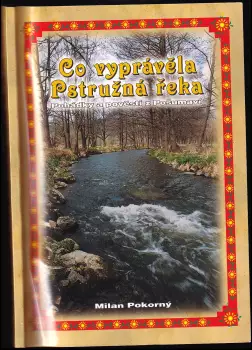 Co vyprávěla
Pstružná řeka
Pohádky a pověsti z Pošumaví
Milan Pokorný